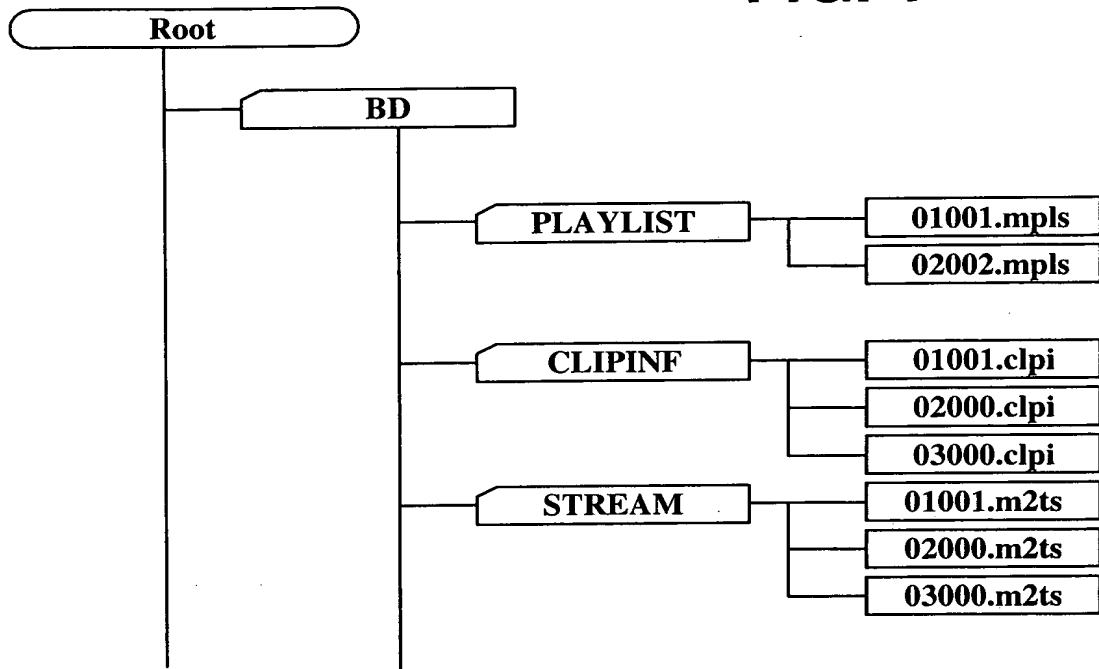 Root
BD
PLAYLIST
01001.mpls
02002.mpls
CLIPINF
01001.clpi
02000.clpi
03000.clpi
STREAM
01001.m2ts
02000.m2ts
03000.m2ts